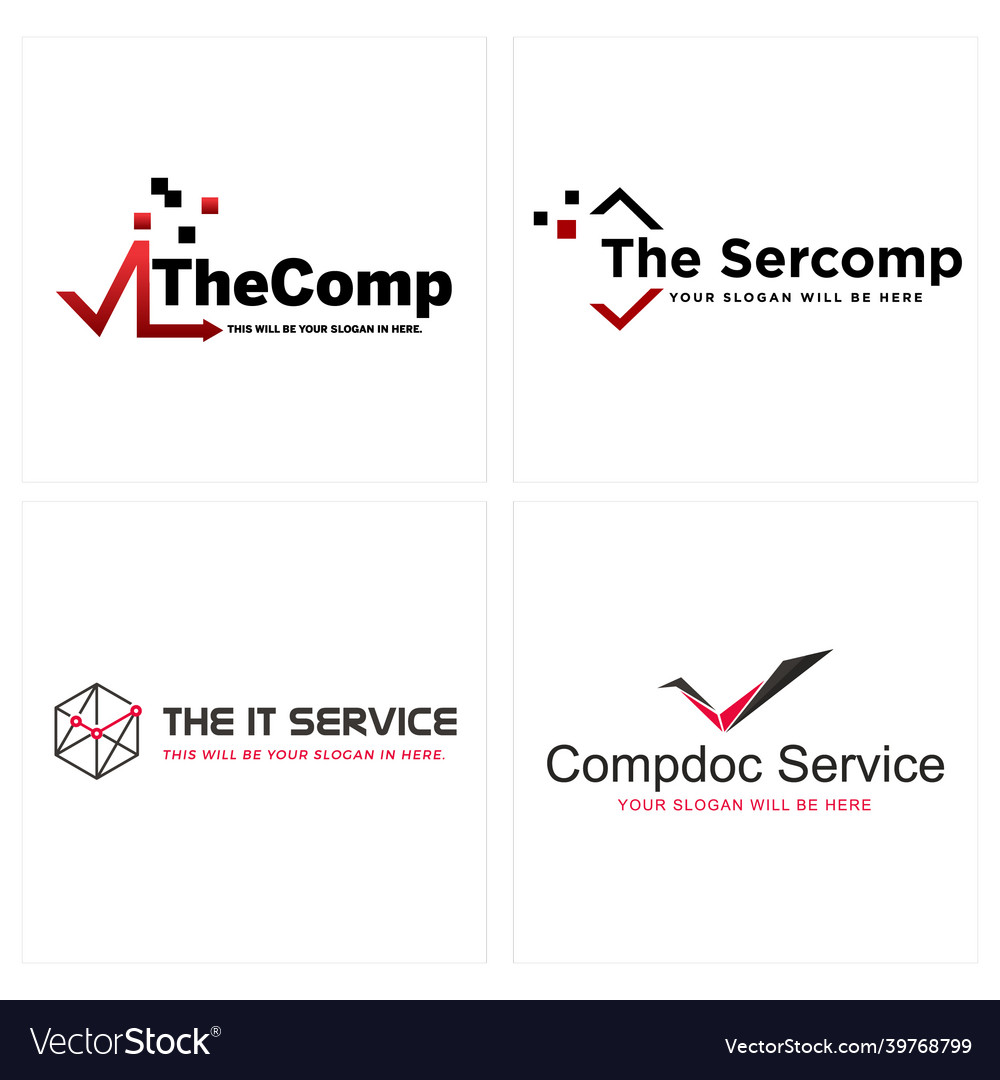 TheComp
THIS WILL BE YOUR SLOGAN IN HERE.
The Sercomp
YOUR SLOGAN WILL BE HERE
THE IT SERVICE
THIS WILL BE YOUR SLOGAN IN HERE.
Compdoc Service
YOUR SLOGAN WILL BE HERE
VectorStock®
VectorStock.com/39768799